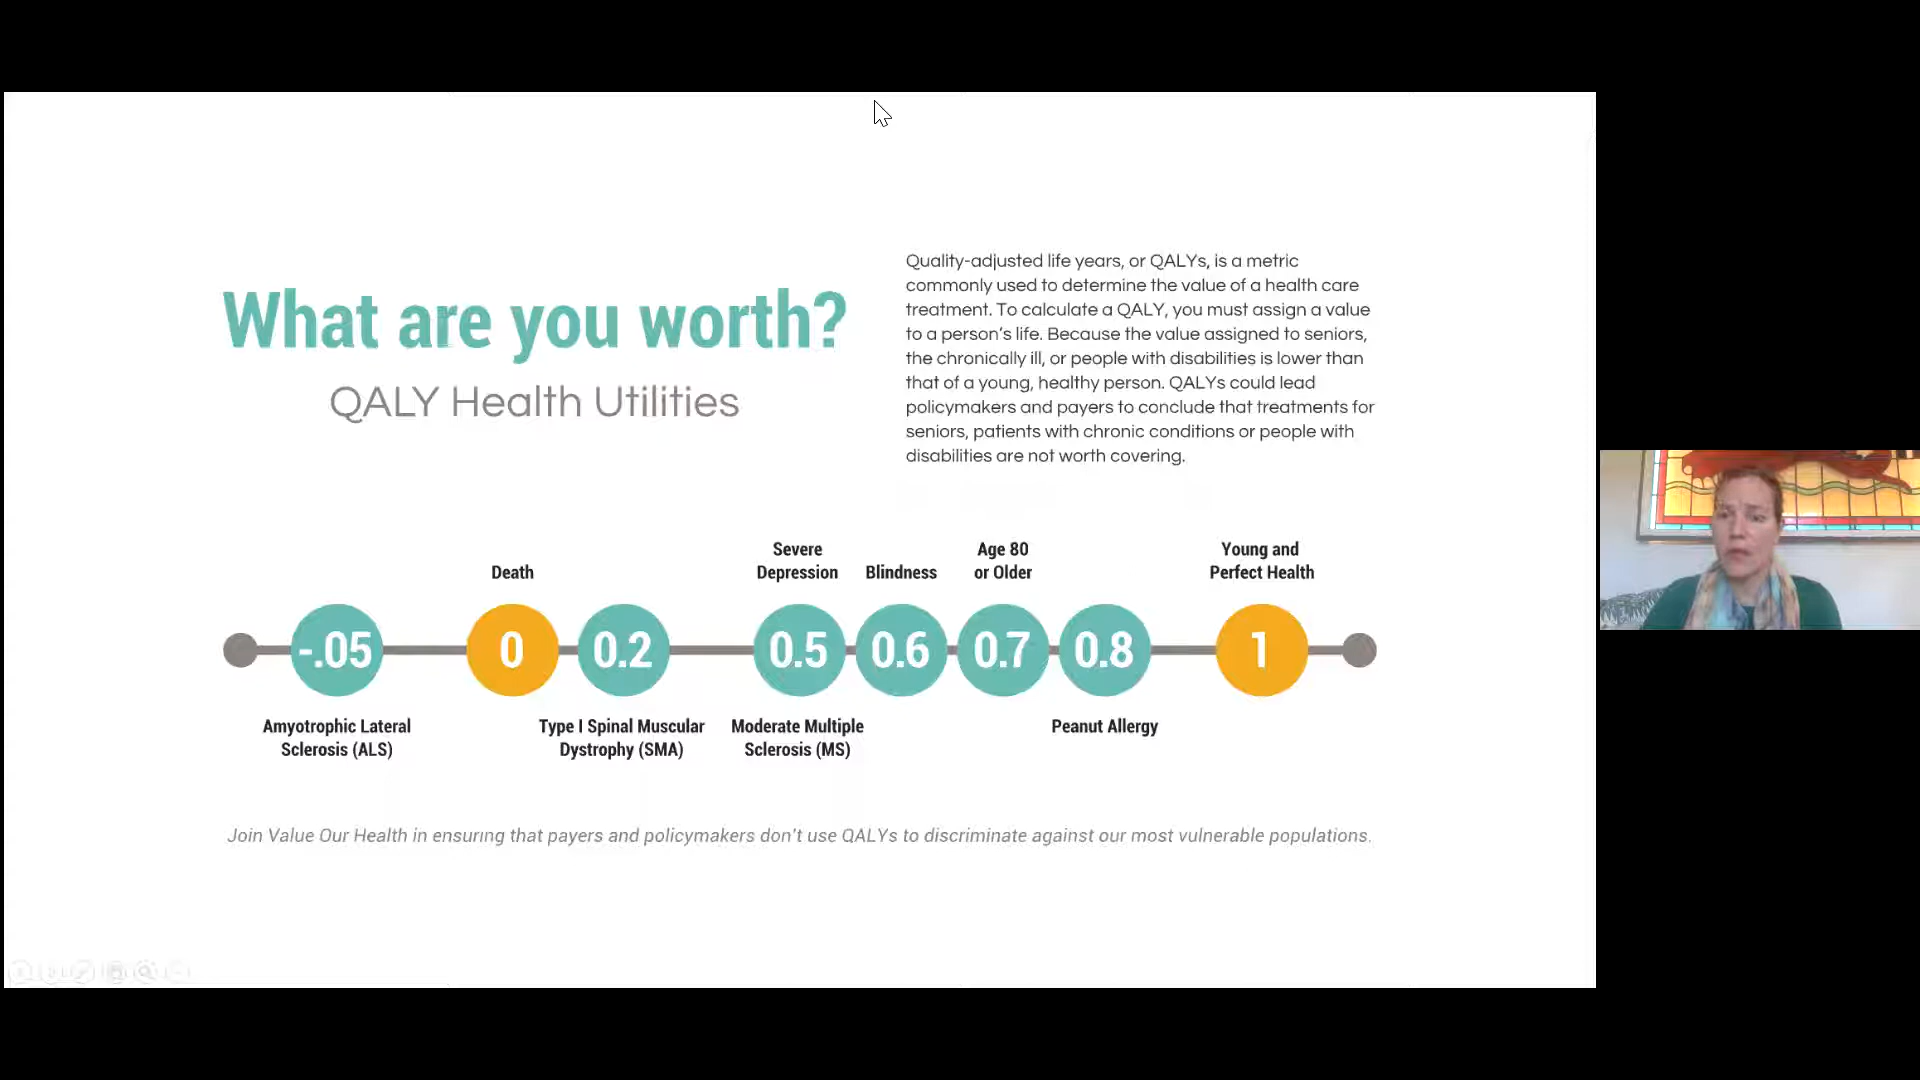 What are you worth?
QALY Health Utilities
Quality-adjusted life years, or QALYs, is a metric
commonly used to determine the value of a health care
treatment. To calculate a QALY, you must assign a value
to a person's life. Because the value assigned to seniors,
the chronically ill, or people with disabilities is lower than
that of a young, healthy person. QALYs could lead
policymakers and payers to conclude that treatments for
seniors, patients with chronic conditions or people with
disabilities are not worth covering.
Death
Severe
Depression
Blindness
Age 80
or Older
Young and
Perfect Health
-.05
0
0.2
0.5
0.6
0.7
0.8
1
Amyotrophic Lateral
Sclerosis (ALS)
Type I Spinal Muscular
Dystrophy (SMA)
Moderate Multiple
Sclerosis (MS)
Peanut Allergy
Join Value Our Health in ensuring that payers and policymakers don't use QALYs to discriminate against our most vulnerable populations.